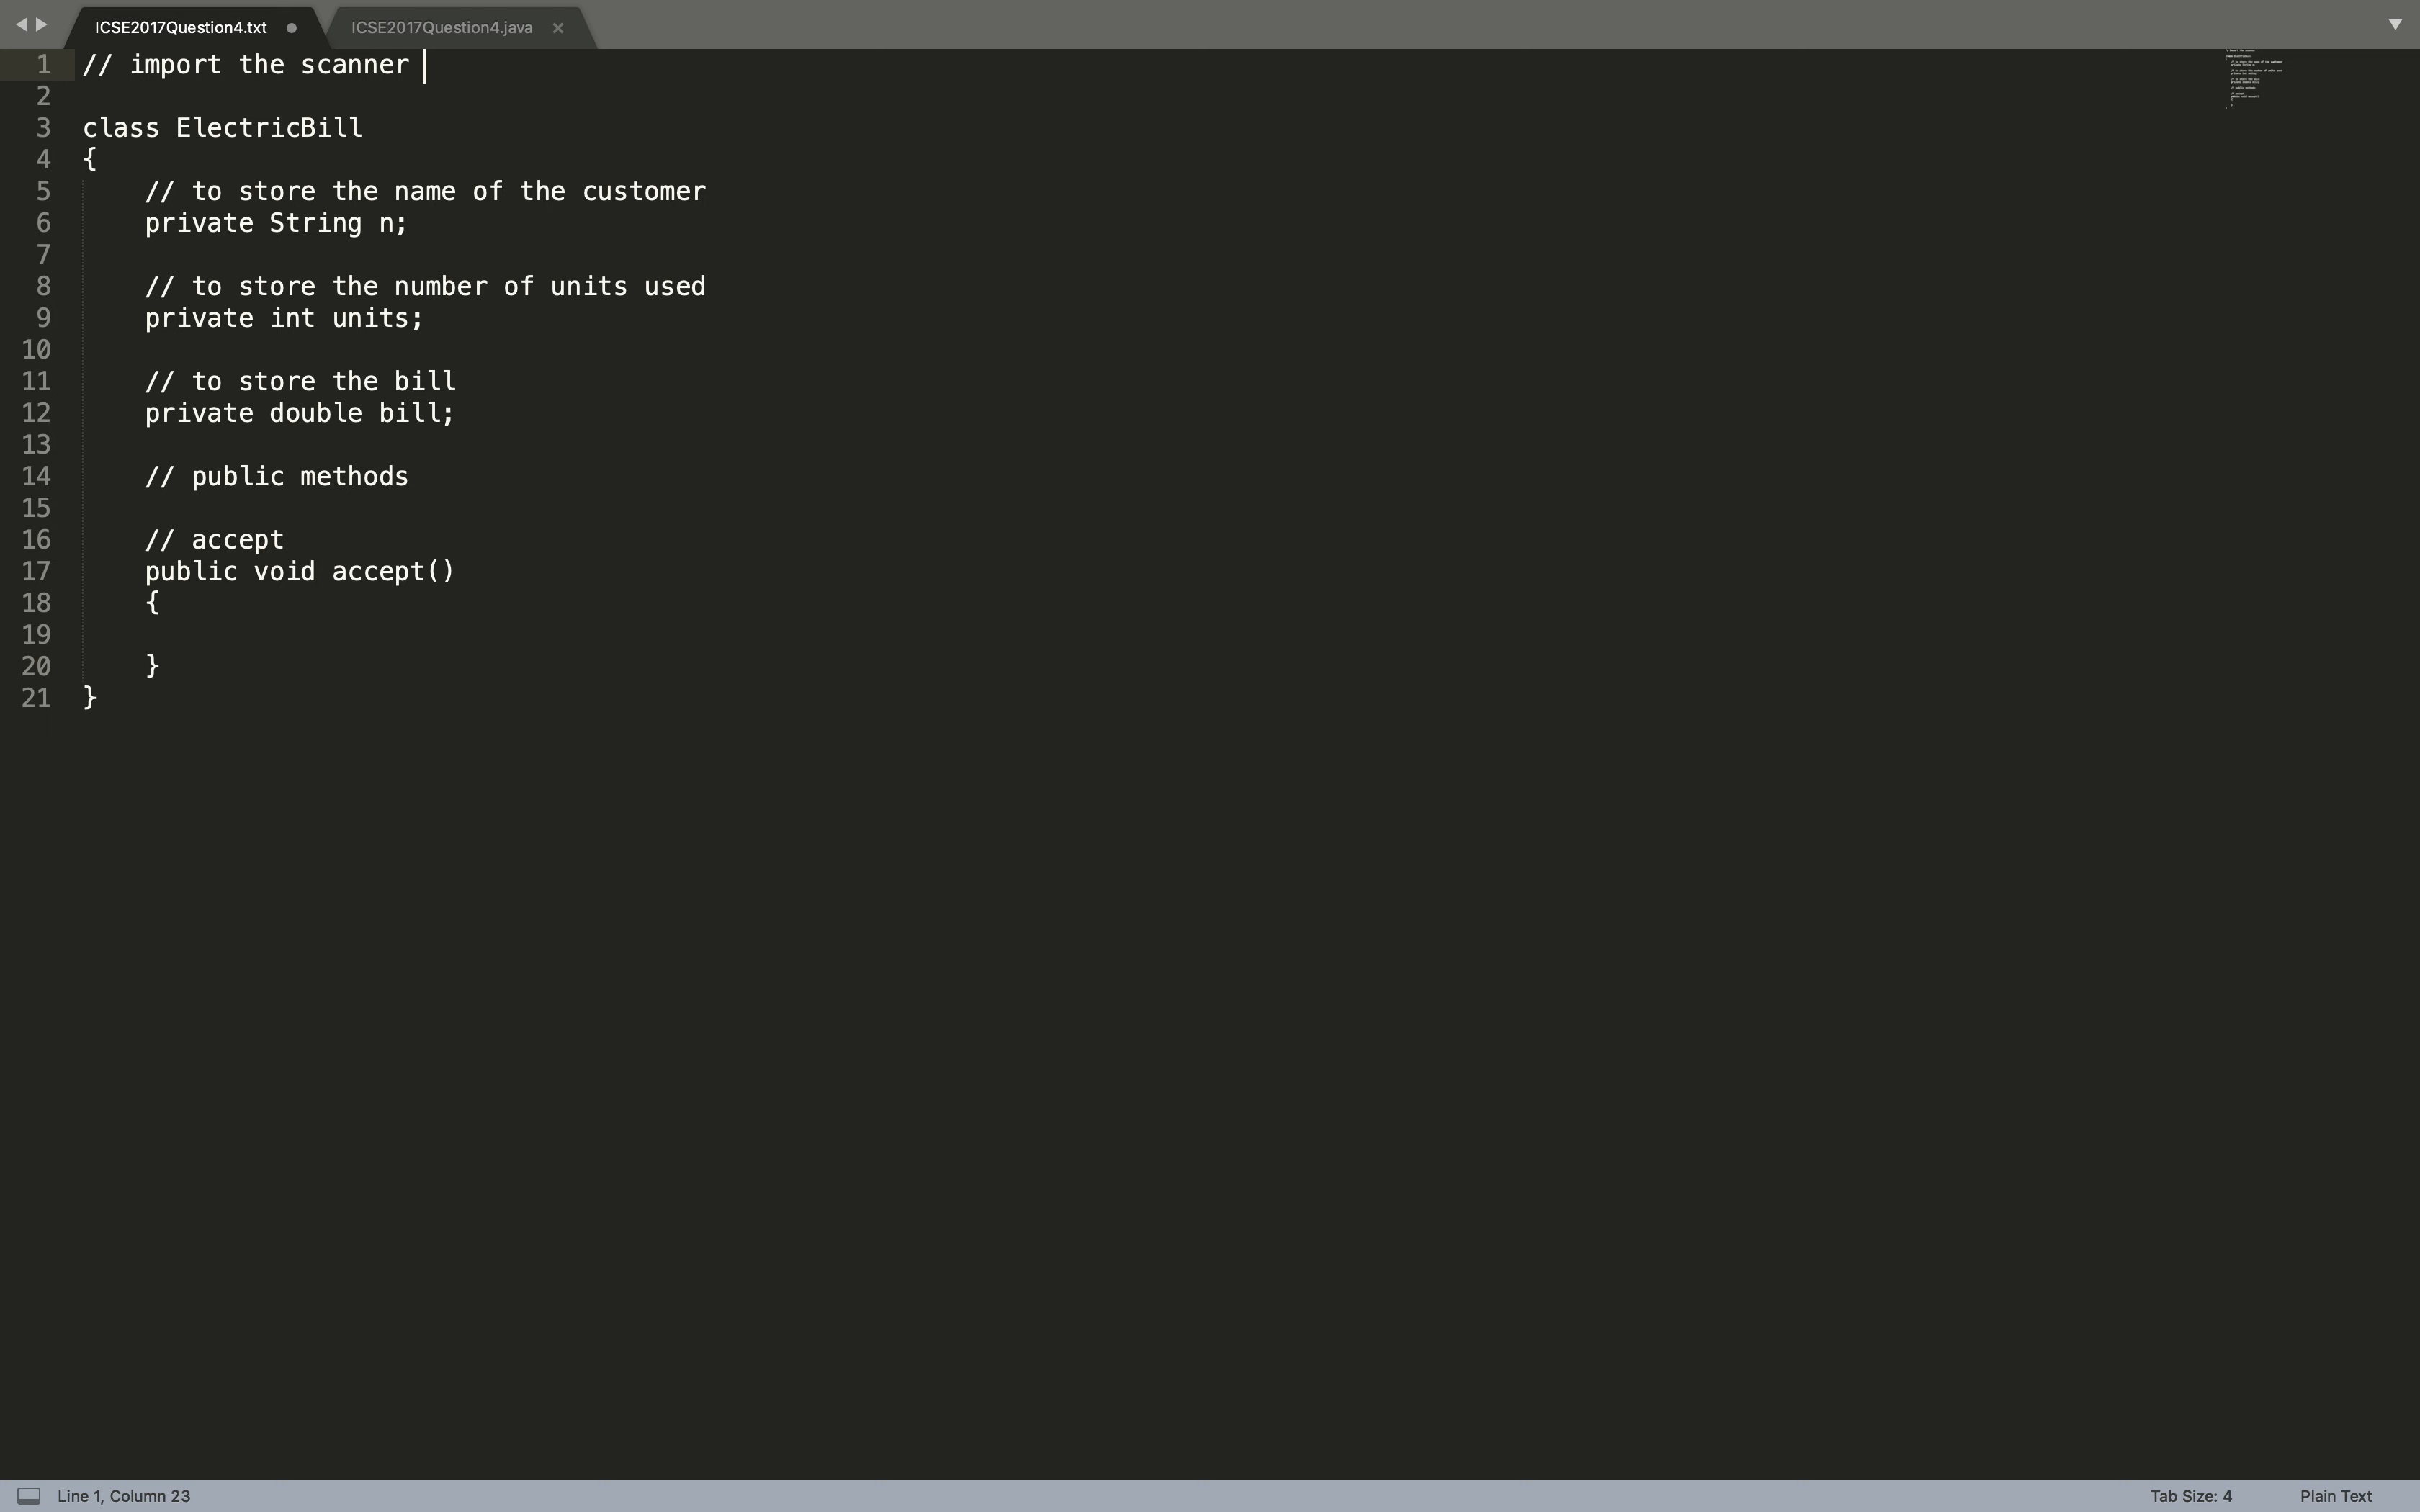 ICSE2017Question4.txt ICSE2017Question4.java
1 // import the scanner
2
3 class ElectricBill
4 {
5     // to store the name of the customer
6     private String n;
7
8     // to store the number of units used
9     private int units;
10
11     // to store the bill
12     private double bill;
13
14     // public methods
15
16     // accept
17     public void accept()
18     {
19
20     }
21 }
Line 1, Column 23 Tab Size: 4 Plain Text